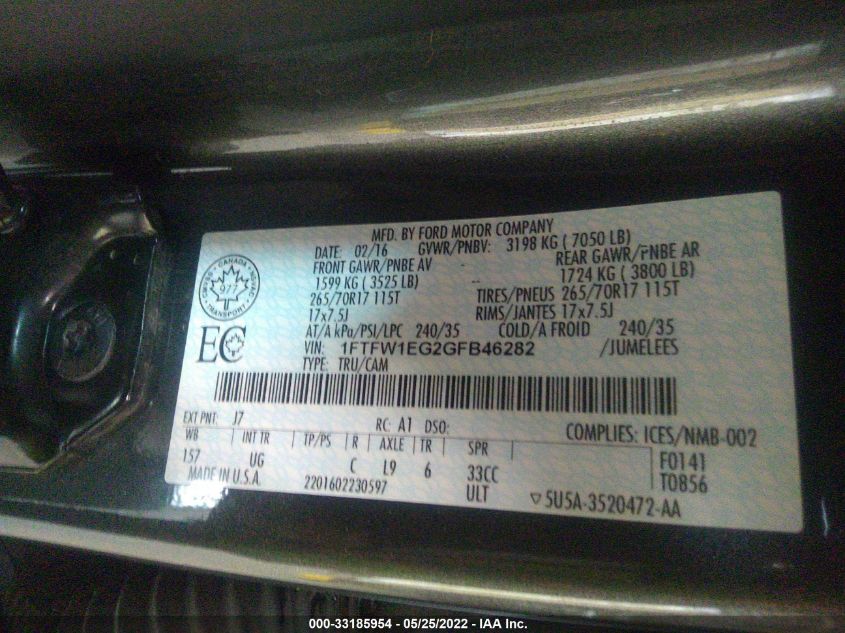 MFD. BY FORD MOTOR COMPANY
DATE: 02/16 GVWR/PNBV: 3198 KG ( 7050 LB)
FRONT GAWR/PNBE AV REAR GAWR/PNBE AR
1599 KG ( 3525 LB) 1724 KG ( 3800 LB)
265/70R17 115T TIRES/PNEUS 265/70R17 115T
17x7.5J RIMS/JANTES 17x7.5J
AT/A kPa/PSI/LPC 240/35 COLD/A FROID 240/35
VIN: 1FTFW1EG2GFB46282 /JUMELEES
TYPE: TRU/CAM
CANADA
977
TRANSPORT
EC
EXT PNT: J7 RC: A1 DSO: COMPLIES: ICES/NMB-002
WB INT TR TP/PS R AXLE TR SPR F0141
157 UG C L9 6 33CC T0856
MADE IN U.S.A. 2201602230597 ULT ▽5U5A-3520472-AA
000-33185954 - 05/25/2022 - IAA Inc.